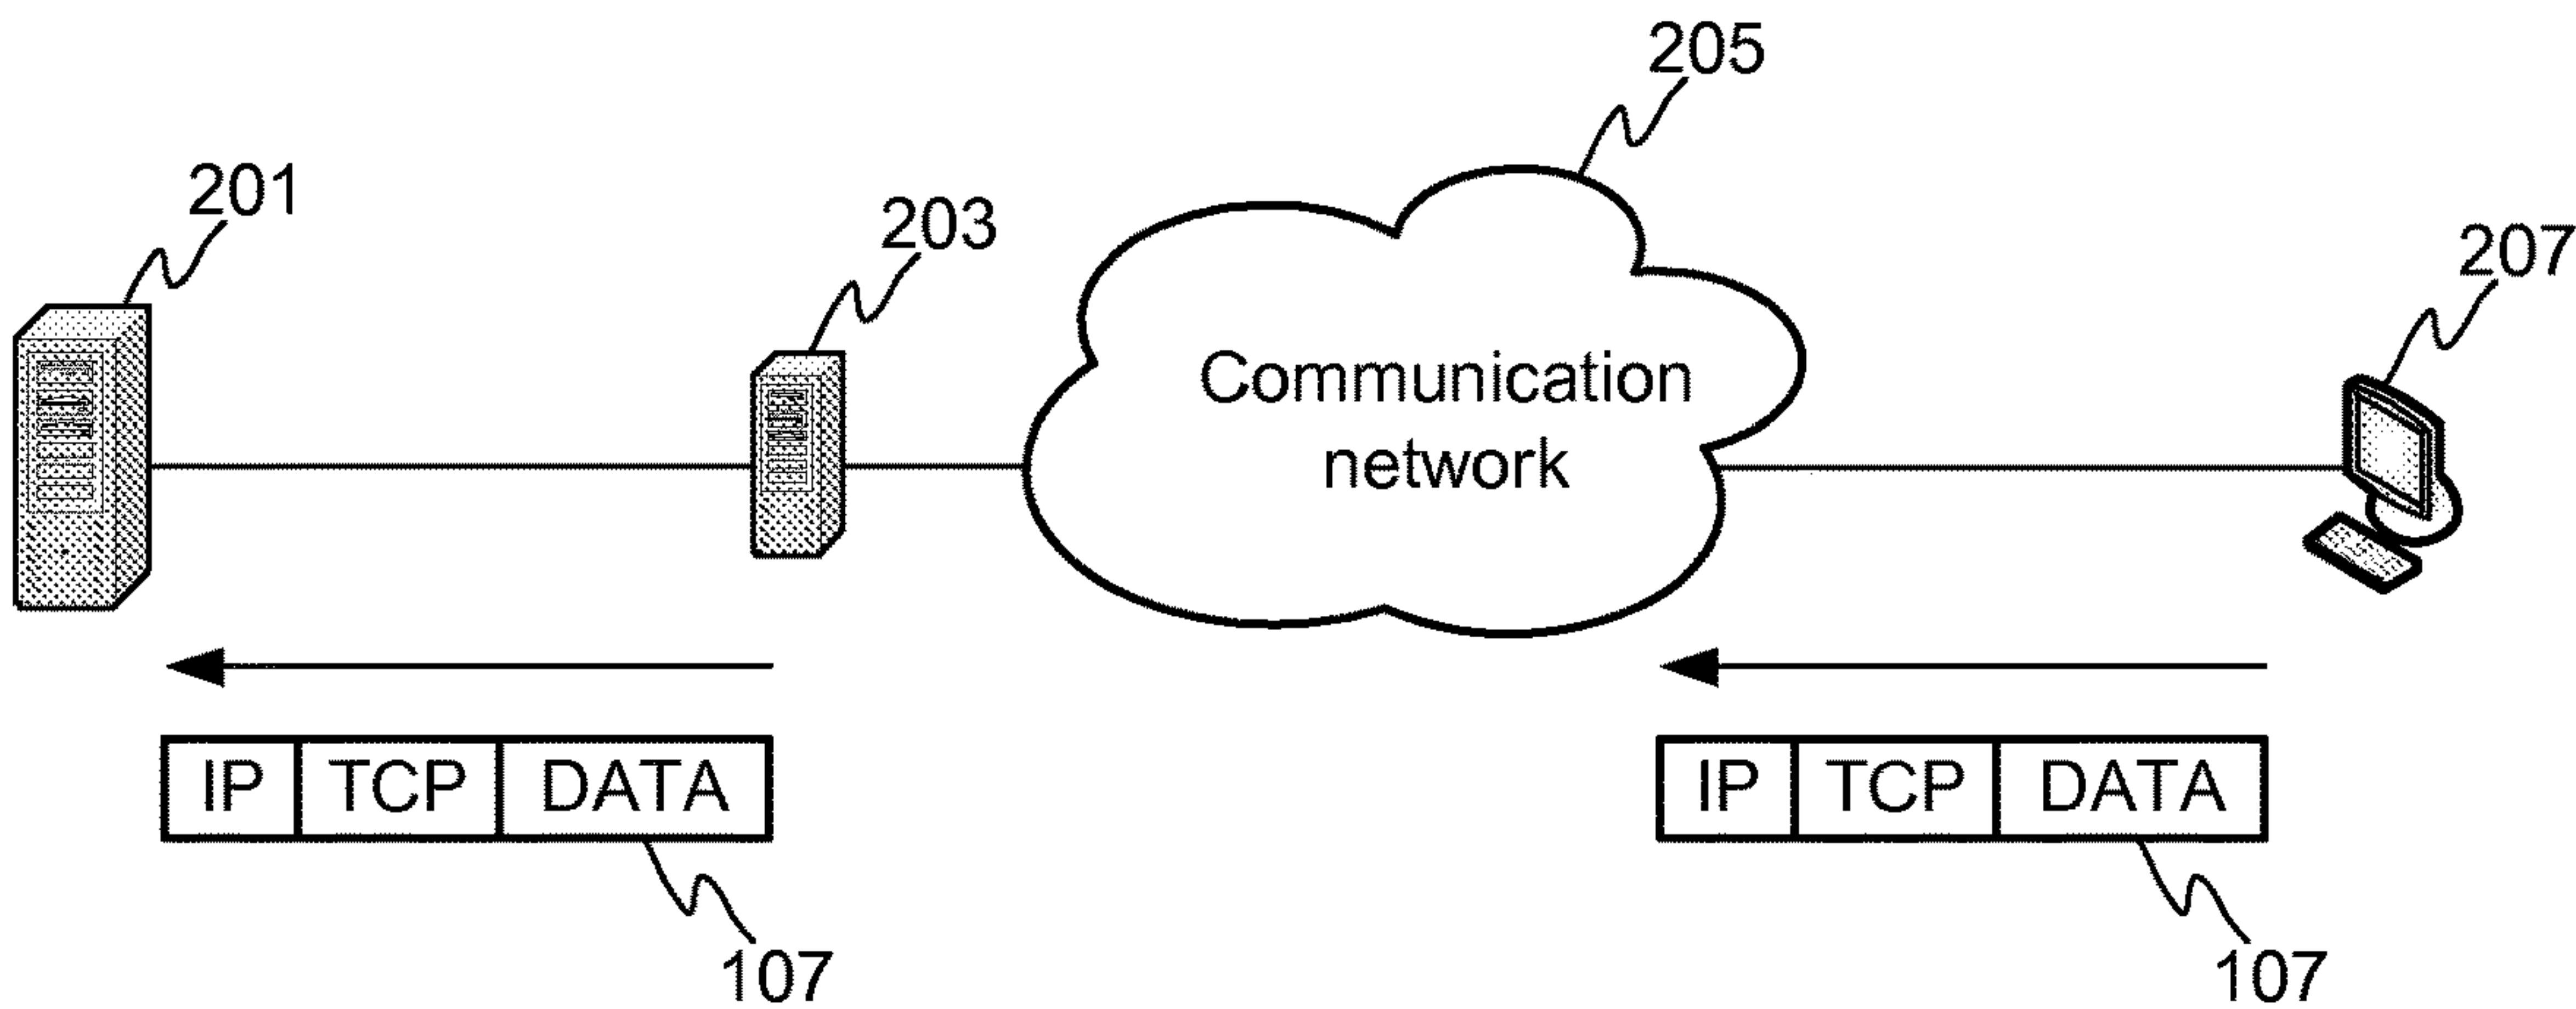 205
201
203
207
Communication
network
IP TCP DATA
IP TCP DATA
107
107